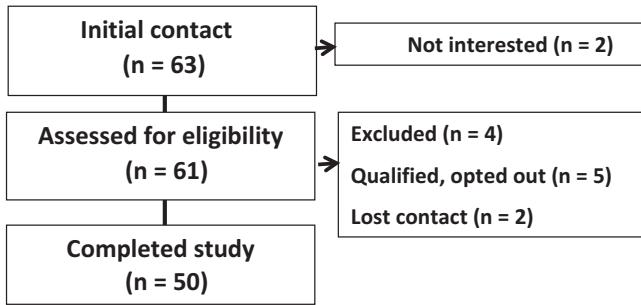 Initial contact
(n = 63)
Not interested (n = 2)
Assessed for eligibility
(n = 61)
Excluded (n = 4)
Qualified, opted out (n = 5)
Lost contact (n = 2)
Completed study
(n = 50)